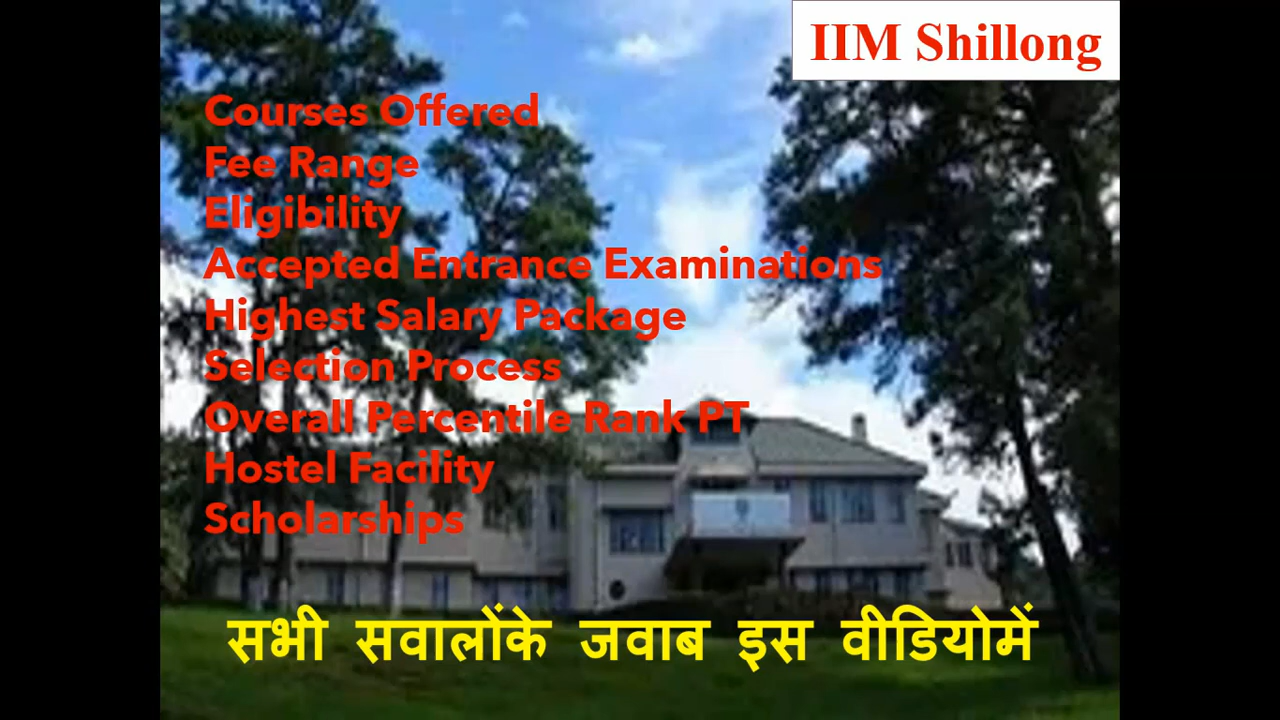 IIM Shillong
Courses Offered
Fee Range
Eligibility
Accepted Entrance Examinations
Highest Salary Package
Selection Process
Overall Percentile Rank PT
Hostel Facility
Scholarships
सभी सवालोंके जवाब इस वीडियोमें